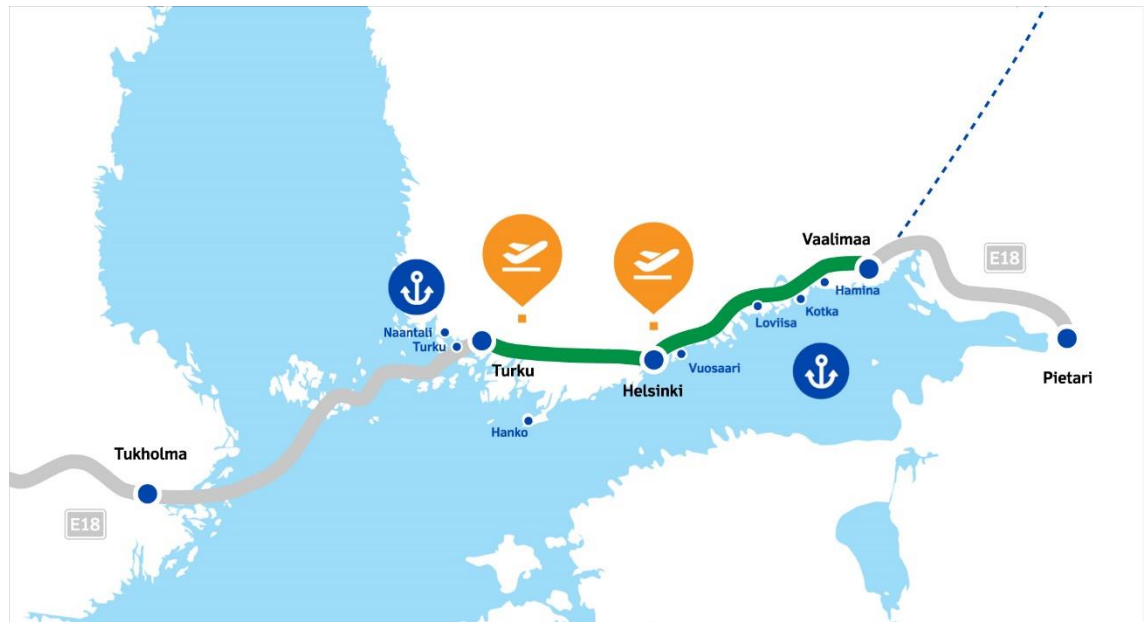 Vaalimaa
E18
Hamina
Kotka
Loviisa
Naantali
Turku
Turku
Vuosaari
Helsinki
Pietari
Hanko
Tukholma
E18